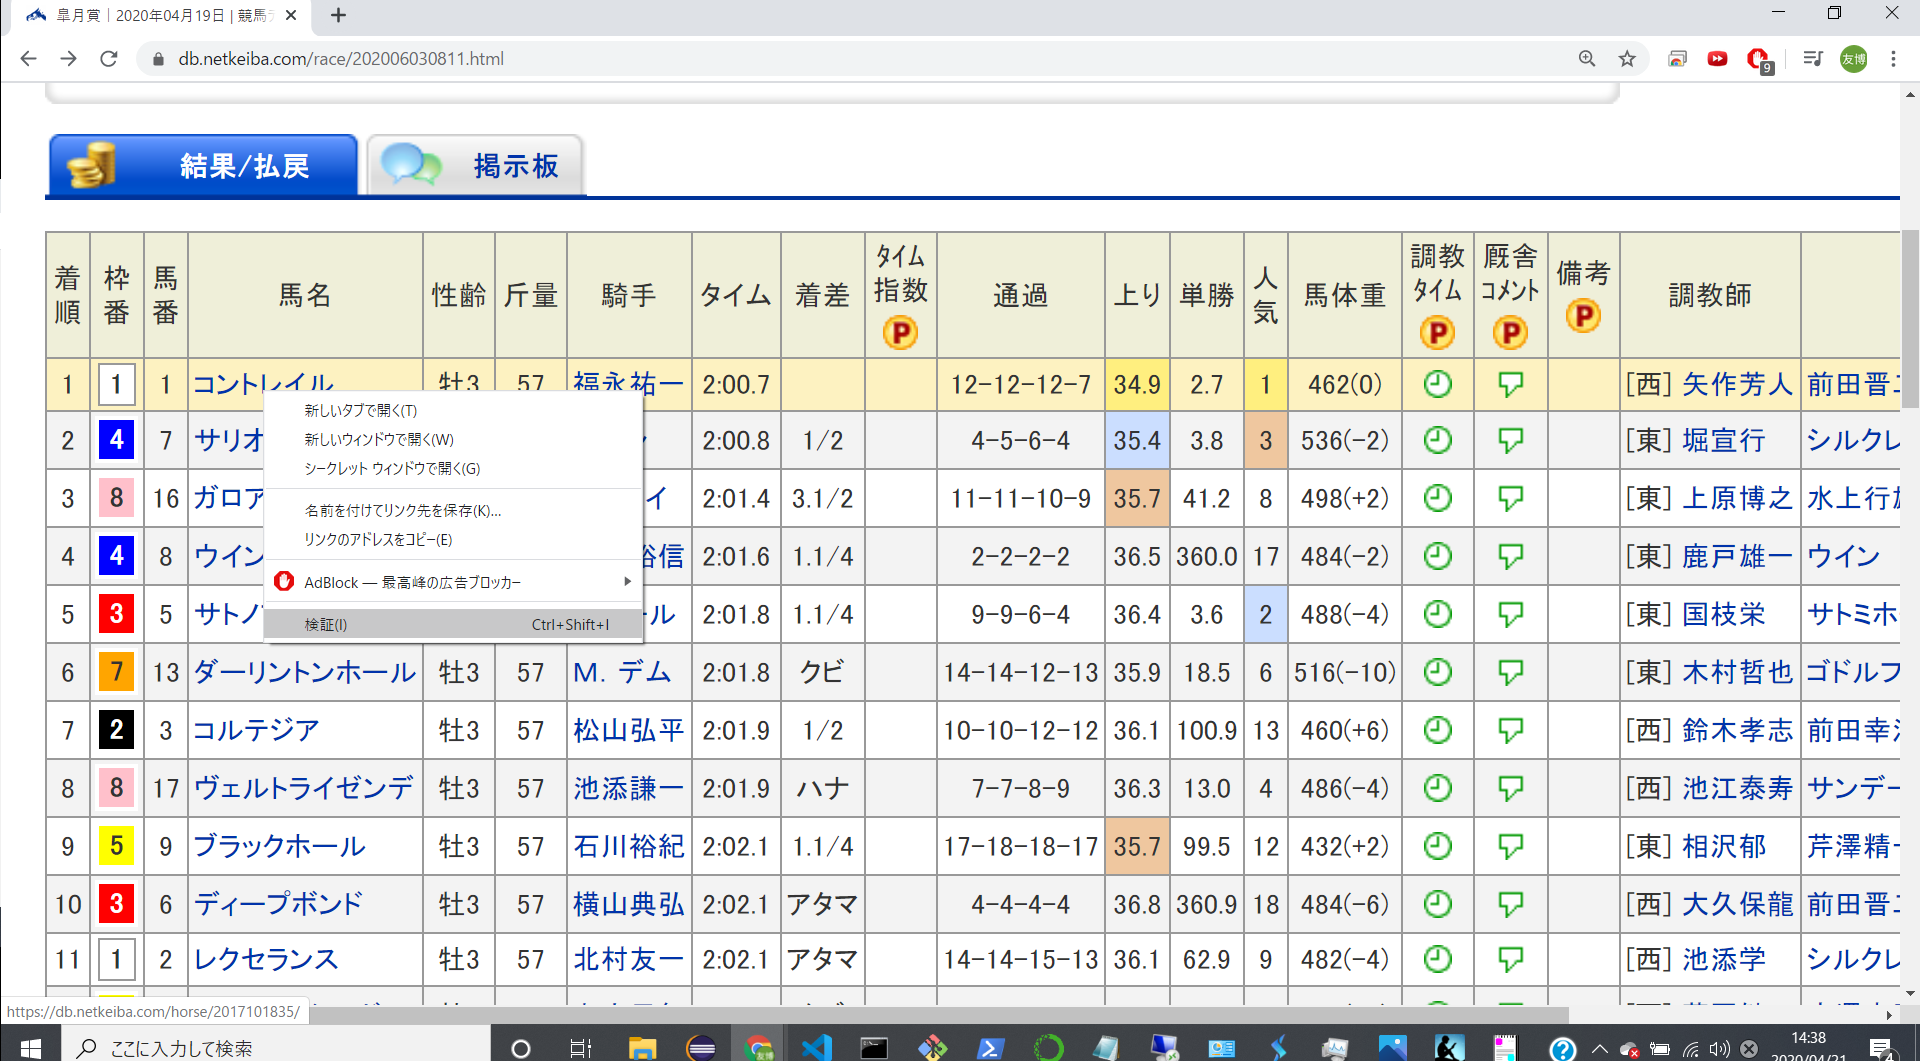 皐月賞｜2020年04月19日 | 競馬
db.netkeiba.com/race/202006030811.html
9
友博
結果/払戻
掲示板
着順 枠番 馬番 馬名 性齢 斤量 騎手 タイム 着差 ﾀｲﾑ指数 P 通過 上り 単勝 人気 馬体重 調教ﾀｲﾑ P 厩舎ｺﾒﾝﾄ P 備考 P 調教師
1 1 1 コントレイル 牡3 57 福永祐一 2:00.7 12-12-12-7 34.9 2.7 1 462(0) [西] 矢作芳人 前田晋二
2 4 7 サリオ 2:00.8 1/2 4-5-6-4 35.4 3.8 3 536(-2) [東] 堀宣行 シルクレ
3 8 16 ガロア イ 2:01.4 3.1/2 11-11-10-9 35.7 41.2 8 498(+2) [東] 上原博之 水上行雄
4 4 8 ウイン 裕信 2:01.6 1.1/4 2-2-2-2 36.5 360.0 17 484(-2) [東] 鹿戸雄一 ウイン
5 3 5 サトノ ール 2:01.8 1.1/4 9-9-6-4 36.4 3.6 2 488(-4) [東] 国枝栄 サトミホ
6 7 13 ダーリントンホール 牡3 57 M．デム 2:01.8 クビ 14-14-12-13 35.9 18.5 6 516(-10) [東] 木村哲也 ゴドルフ
7 2 3 コルテジア 牡3 57 松山弘平 2:01.9 1/2 10-10-12-12 36.1 100.9 13 460(+6) [西] 鈴木孝志 前田幸治
8 8 17 ヴェルトライゼンデ 牡3 57 池添謙一 2:01.9 ハナ 7-7-8-9 36.3 13.0 4 486(-4) [西] 池江泰寿 サンデー
9 5 9 ブラックホール 牡3 57 石川裕紀 2:02.1 1.1/4 17-18-18-17 35.7 99.5 12 432(+2) [東] 相沢郁 芹澤精一
10 3 6 ディープボンド 牡3 57 横山典弘 2:02.1 アタマ 4-4-4-4 36.8 360.9 18 484(-6) [西] 大久保龍 前田晋二
11 1 2 レクセランス 牡3 57 北村友一 2:02.1 アタマ 14-14-15-13 36.1 62.9 9 482(-4) [西] 池添学 シルクレ
新しいタブで開く(T)
新しいウィンドウで開く(W)
シークレット ウィンドウで開く(G)
名前を付けてリンク先を保存(K)...
リンクのアドレスをコピー(E)
AdBlock — 最高峰の広告ブロッカー
検証(I) Ctrl+Shift+I
https://db.netkeiba.com/horse/2017101835/
ここに入力して検索
友博
14:38
2020/04/21
4